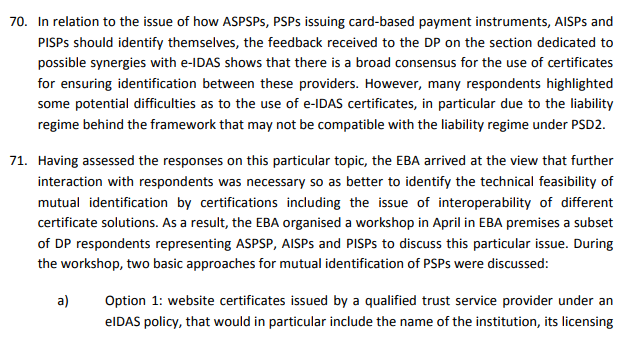 70. In relation to the issue of how ASPSPs, PSPs issuing card-based payment instruments, AISPs and
PISPs should identify themselves, the feedback received to the DP on the section dedicated to
possible synergies with e-IDAS shows that there is a broad consensus for the use of certificates
for ensuring identification between these providers. However, many respondents highlighted
some potential difficulties as to the use of e-IDAS certificates, in particular due to the liability
regime behind the framework that may not be compatible with the liability regime under PSD2.
71. Having assessed the responses on this particular topic, the EBA arrived at the view that further
interaction with respondents was necessary so as better to identify the technical feasibility of
mutual identification by certifications including the issue of interoperability of different
certificate solutions. As a result, the EBA organised a workshop in April in EBA premises a subset
of DP respondents representing ASPSP, AISPs and PISPs to discuss this particular issue. During
the workshop, two basic approaches for mutual identification of PSPs were discussed:
a) Option 1: website certificates issued by a qualified trust service provider under an
eIDAS policy, that would in particular include the name of the institution, its licensing